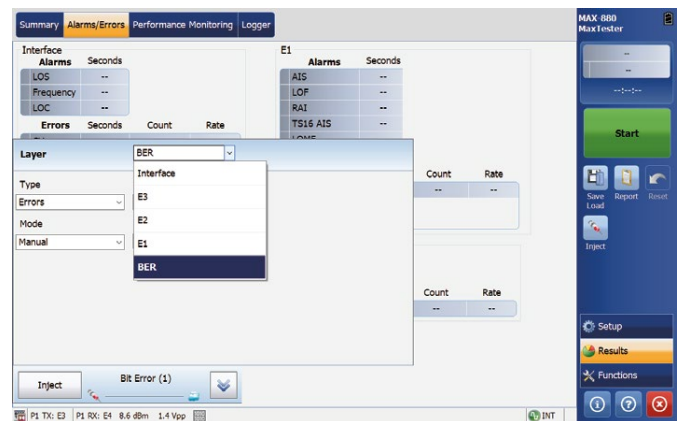 Summary Alarms/Errors Performance Monitoring Logger
MAX-880
MaxTester
Interface
Alarms Seconds
LOS --
Frequency --
LOC --
Errors Seconds Count Rate
E1
Alarms Seconds
AIS --
LOF --
RAI --
TS16 AIS --
Count Rate
-- --
Count Rate
-- --
Layer BER
Interface
E3
E2
E1
BER
Type
Errors
Mode
Manual
Inject Bit Error (1)
--
--
--:--:--
Start
Save Load Report Reset
Inject
Setup
Results
Functions
P1 TX: E3 P1 RX: E4 8.6 dBm 1.4 Vpp INT